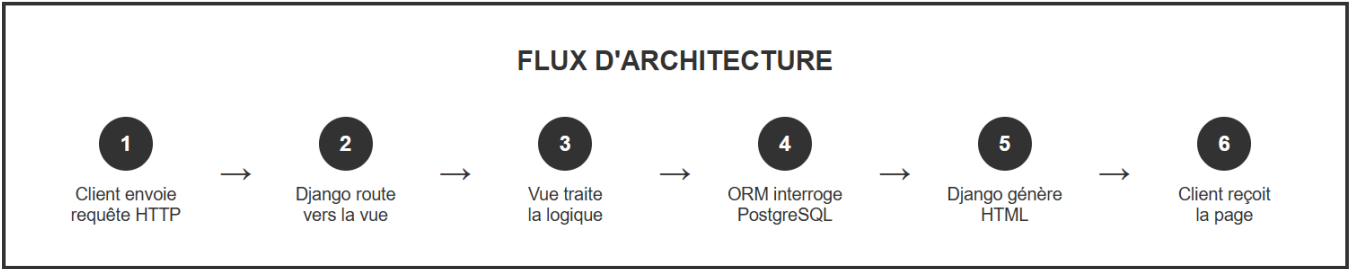 FLUX D'ARCHITECTURE
1
→
2
→
3
→
4
→
5
→
6
Client envoie
requête HTTP
Django route
vers la vue
Vue traite
la logique
ORM interroge
PostgreSQL
Django génère
HTML
Client reçoit
la page